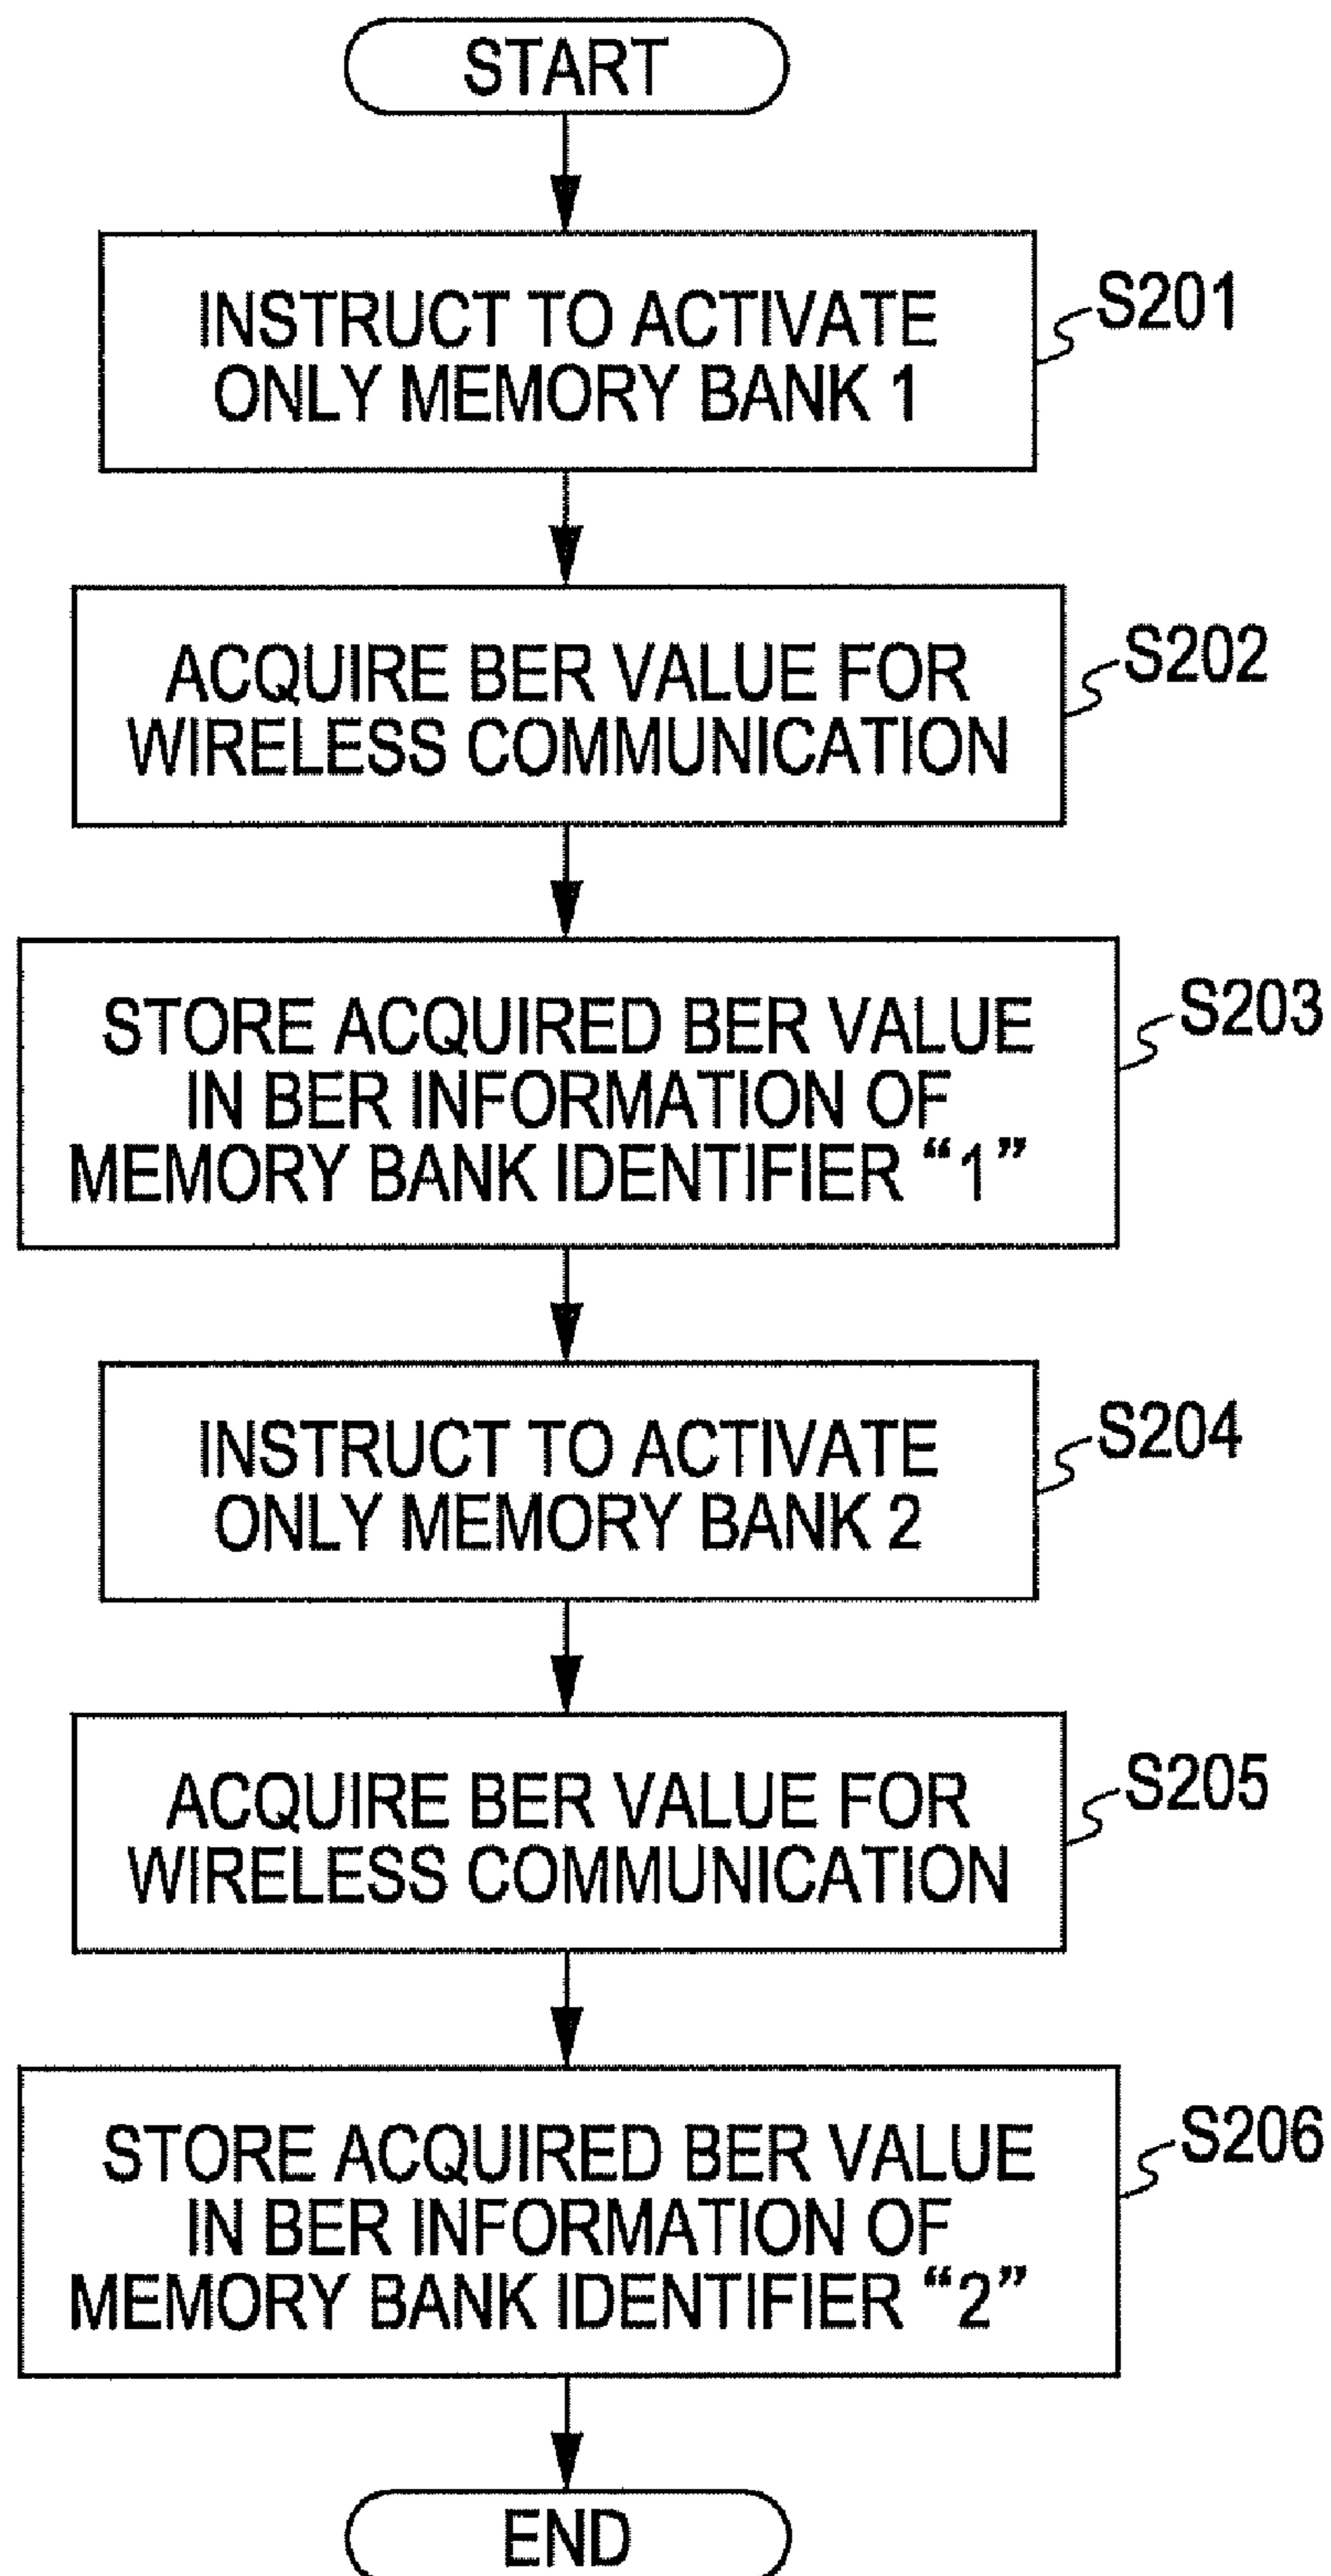 START
INSTRUCT TO ACTIVATE
ONLY MEMORY BANK 1
S201
ACQUIRE BER VALUE FOR
WIRELESS COMMUNICATION
S202
STORE ACQUIRED BER VALUE
IN BER INFORMATION OF
MEMORY BANK IDENTIFIER “1”
S203
INSTRUCT TO ACTIVATE
ONLY MEMORY BANK 2
S204
ACQUIRE BER VALUE FOR
WIRELESS COMMUNICATION
S205
STORE ACQUIRED BER VALUE
IN BER INFORMATION OF
MEMORY BANK IDENTIFIER “2”
S206
END